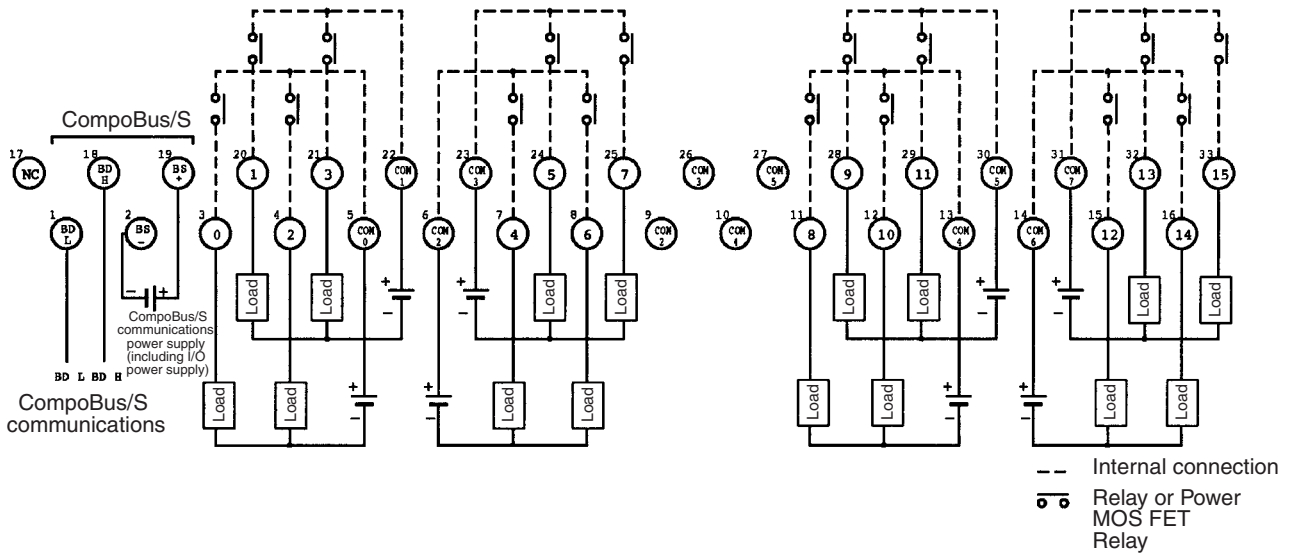 CompoBus/S
17 18 19 20 21 22 23 24 25 26 27 28 29 30 31 32 33
NC BD H BS + 1 3 COM 1 COM 3 5 7 COM 3 COM 5 9 11 COM 5 COM 7 13 15
1 2 3 4 5 6 7 8 9 10 11 12 13 14 15 16
BD L BS − 0 2 COM 0 COM 2 4 6 COM 2 COM 4 8 10 COM 4 COM 6 12 14
Load Load + − + − Load Load Load Load + − + − Load Load
− +
CompoBus/S
communications
power supply
(including I/O
power supply)
BD L BD H
CompoBus/S
communications
Load Load + − + − Load Load Load Load + − + − Load Load
Internal connection
Relay or Power
MOS FET
Relay